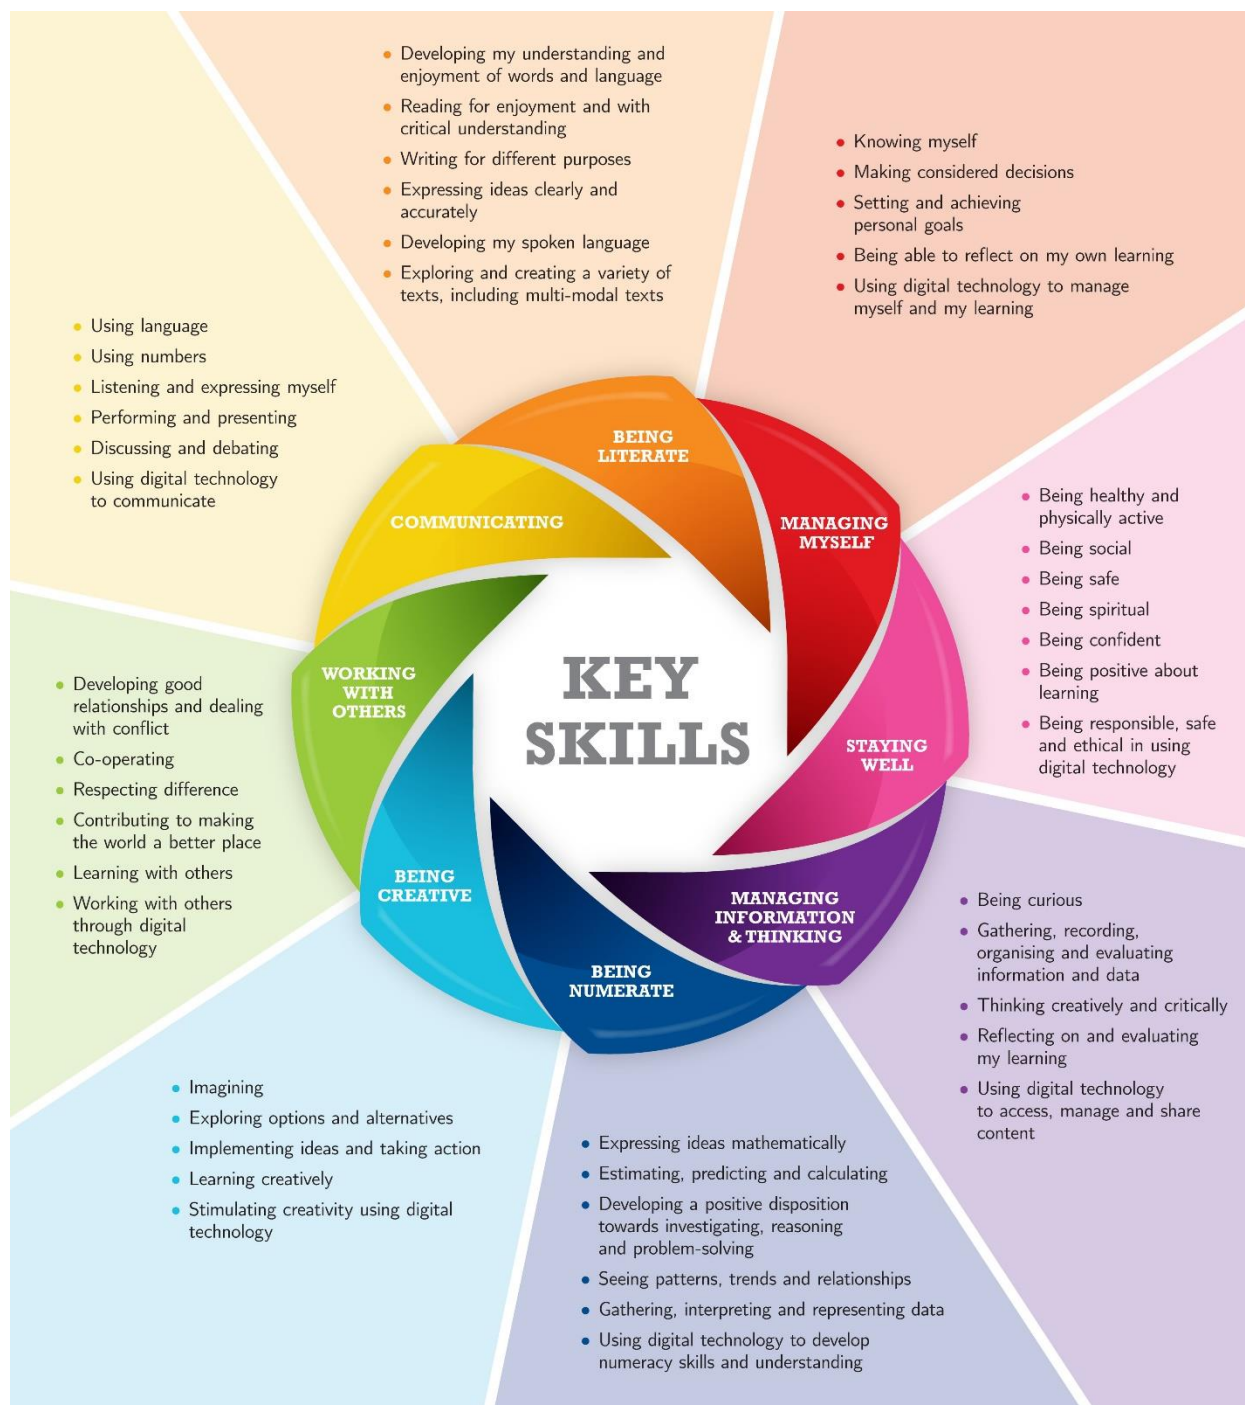 • Developing my understanding and
enjoyment of words and language
• Reading for enjoyment and with
critical understanding
• Writing for different purposes
• Expressing ideas clearly and
accurately
• Developing my spoken language
• Exploring and creating a variety of
texts, including multi-modal texts
• Knowing myself
• Making considered decisions
• Setting and achieving
personal goals
• Being able to reflect on my own learning
• Using digital technology to manage
myself and my learning
• Using language
• Using numbers
• Listening and expressing myself
• Performing and presenting
• Discussing and debating
• Using digital technology
to communicate
BEING
LITERATE
COMMUNICATING
MANAGING
MYSELF
• Being healthy and
physically active
• Being social
• Being safe
• Being spiritual
• Being confident
• Being positive about
learning
• Being responsible, safe
and ethical in using
digital technology
WORKING
WITH
OTHERS
KEY
SKILLS
STAYING
WELL
• Developing good
relationships and dealing
with conflict
• Co-operating
• Respecting difference
• Contributing to making
the world a better place
• Learning with others
• Working with others
through digital
technology
BEING
CREATIVE
BEING
NUMERATE
MANAGING
INFORMATION
& THINKING
• Being curious
• Gathering, recording,
organising and evaluating
information and data
• Thinking creatively and critically
• Reflecting on and evaluating
my learning
• Using digital technology
to access, manage and share
content
• Imagining
• Exploring options and alternatives
• Implementing ideas and taking action
• Learning creatively
• Stimulating creativity using digital
technology
• Expressing ideas mathematically
• Estimating, predicting and calculating
• Developing a positive disposition
towards investigating, reasoning
and problem-solving
• Seeing patterns, trends and relationships
• Gathering, interpreting and representing data
• Using digital technology to develop
numeracy skills and understanding